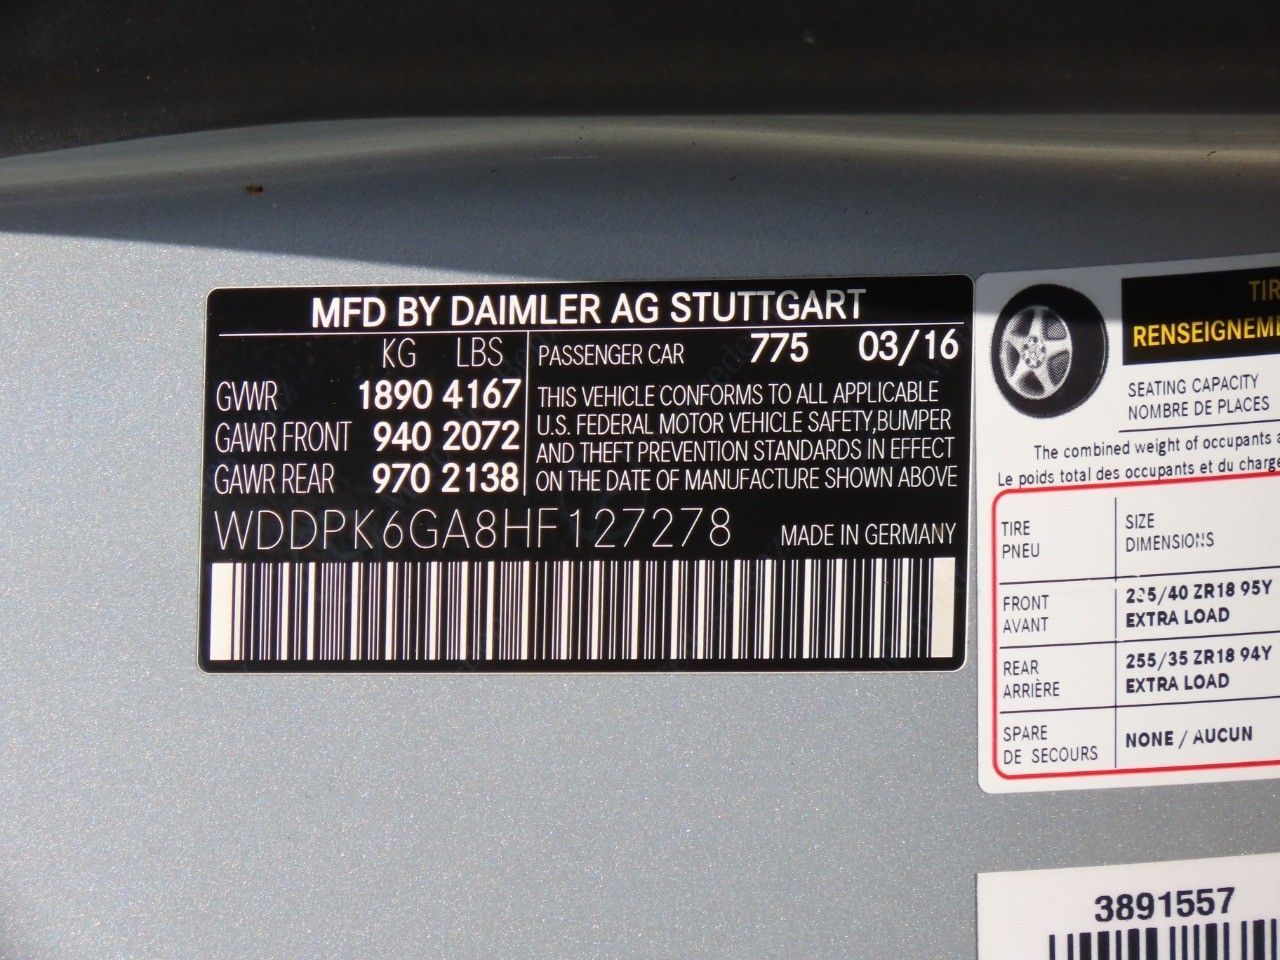 MFD BY DAIMLER AG STUTTGART
KG LBS
GVWR 1890 4167
GAWR FRONT 940 2072
GAWR REAR 970 2138
PASSENGER CAR 775 03/16
THIS VEHICLE CONFORMS TO ALL APPLICABLE
U.S. FEDERAL MOTOR VEHICLE SAFETY,BUMPER
AND THEFT PREVENTION STANDARDS IN EFFECT
ON THE DATE OF MANUFACTURE SHOWN ABOVE
WDDPK6GA8HF127278 MADE IN GERMANY
TIR
RENSEIGNEM
SEATING CAPACITY
NOMBRE DE PLACES
The combined weight of occupants a
Le poids total des occupants et du charge
TIRE SIZE
PNEU DIMENSIONS
FRONT 225/40 ZR18 95Y
AVANT EXTRA LOAD
REAR 255/35 ZR18 94Y
ARRIÈRE EXTRA LOAD
SPARE NONE / AUCUN
DE SECOURS
3891557